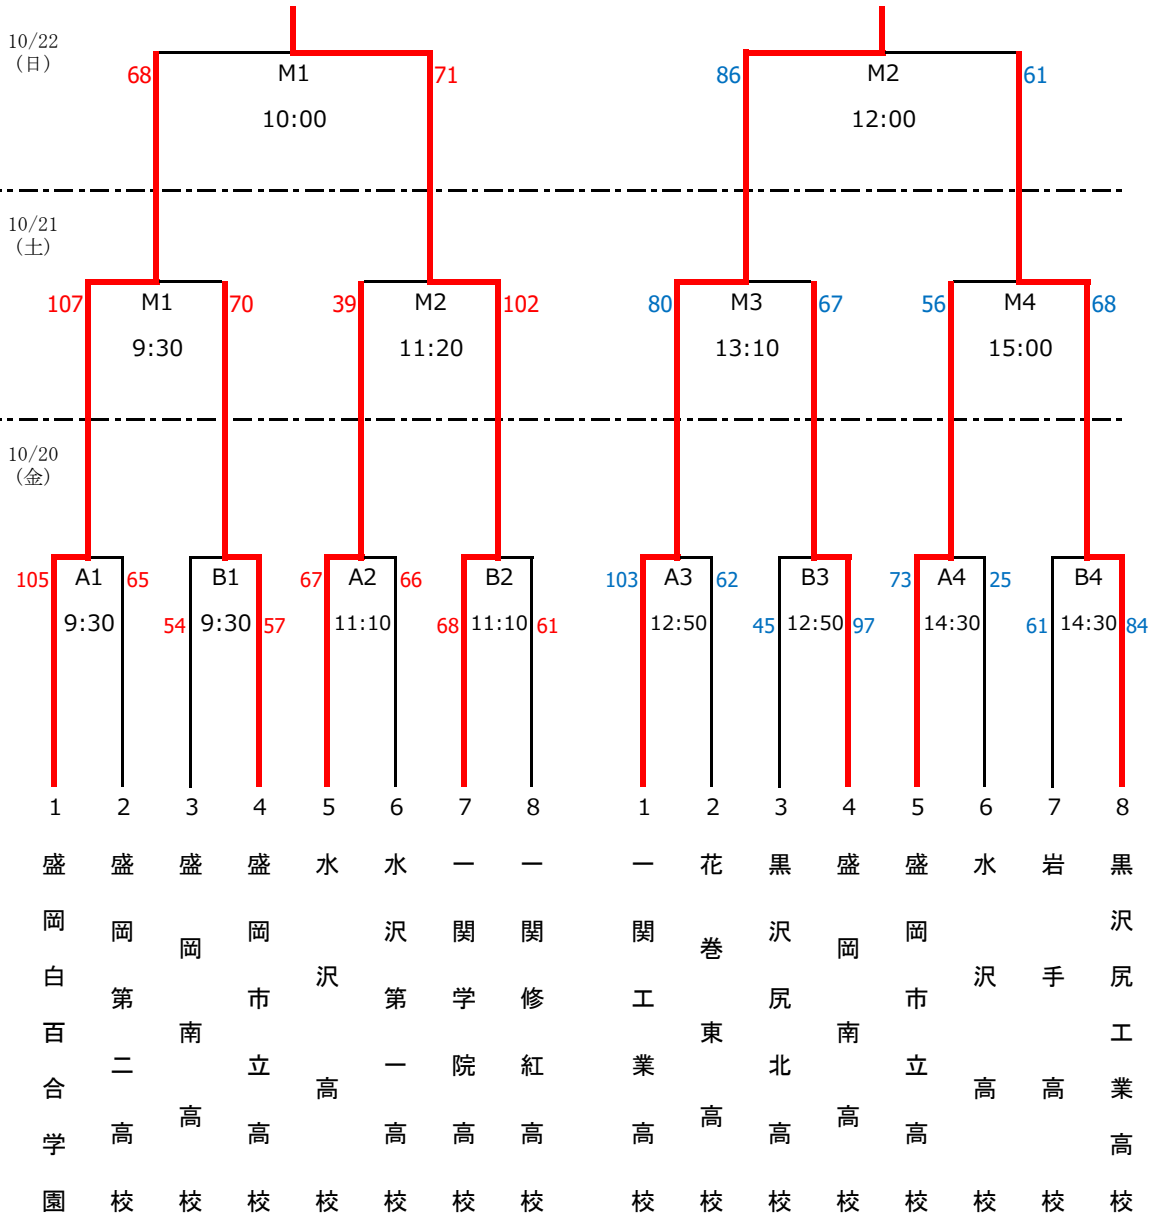 10/22
(日)
68
M1
71
86
M2
61
10:00
12:00
10/21
(土)
107
M1
70
39
M2
102
80
M3
67
56
M4
68
9:30
11:20
13:10
15:00
10/20
(金)
105
A1
65
B1
67
A2
66
B2
103
A3
62
B3
73
A4
25
B4
9:30
54
9:30
57
11:10
68
11:10
61
12:50
45
12:50
97
14:30
61
14:30
84
1
2
3
4
5
6
7
8
1
2
3
4
5
6
7
8
盛岡白百合学園
盛岡第二高校
盛岡南高校
盛岡市立高校
水沢高校
水沢第一高校
一関学院高校
一関修紅高校
一関工業高校
花巻東高校
黒沢尻北高校
盛岡南高校
盛岡市立高校
水沢高校
岩手高校
黒沢尻工業高校